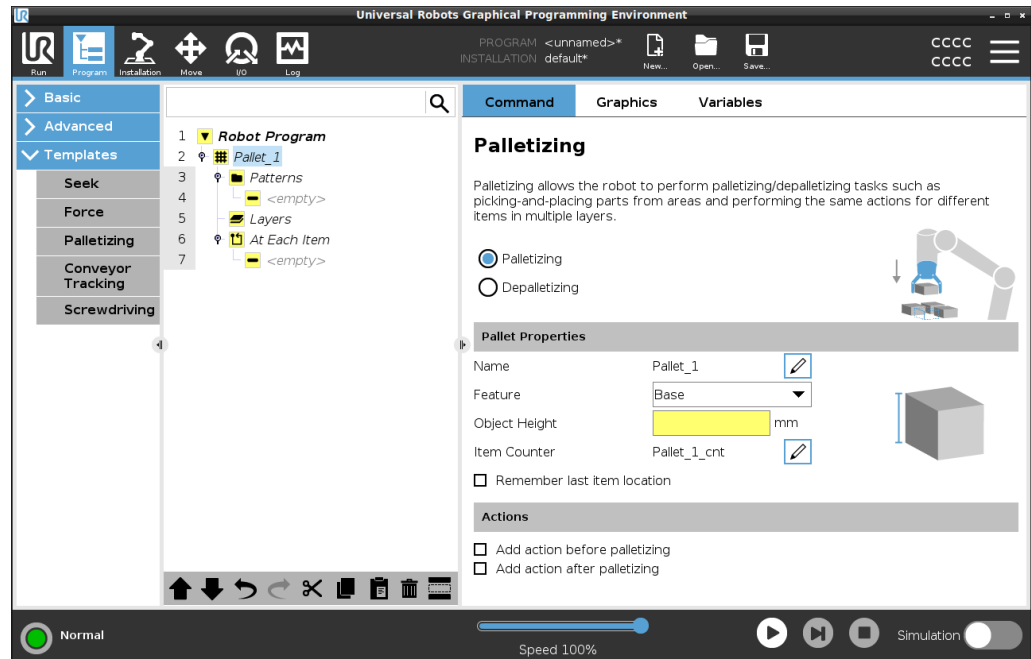 Universal Robots Graphical Programming Environment
UR
Run
Program
Installation
Move
I/O
Log
PROGRAM <unnamed>*
INSTALLATION default*
New...
Open...
Save...
CCCC
CCCC
Basic
Advanced
Templates
Seek
Force
Palletizing
Conveyor
Tracking
Screwdriving
1 Robot Program
2 Pallet_1
3 Patterns
4 <empty>
5 Layers
6 At Each Item
7 <empty>
Command Graphics Variables
Palletizing
Palletizing allows the robot to perform palletizing/depalletizing tasks such as
picking-and-placing parts from areas and performing the same actions for different
items in multiple layers.
Palletizing
Depalletizing
Pallet Properties
Name Pallet_1
Feature Base
Object Height mm
Item Counter Pallet_1_cnt
Remember last item location
Actions
Add action before palletizing
Add action after palletizing
Normal
Speed 100%
Simulation